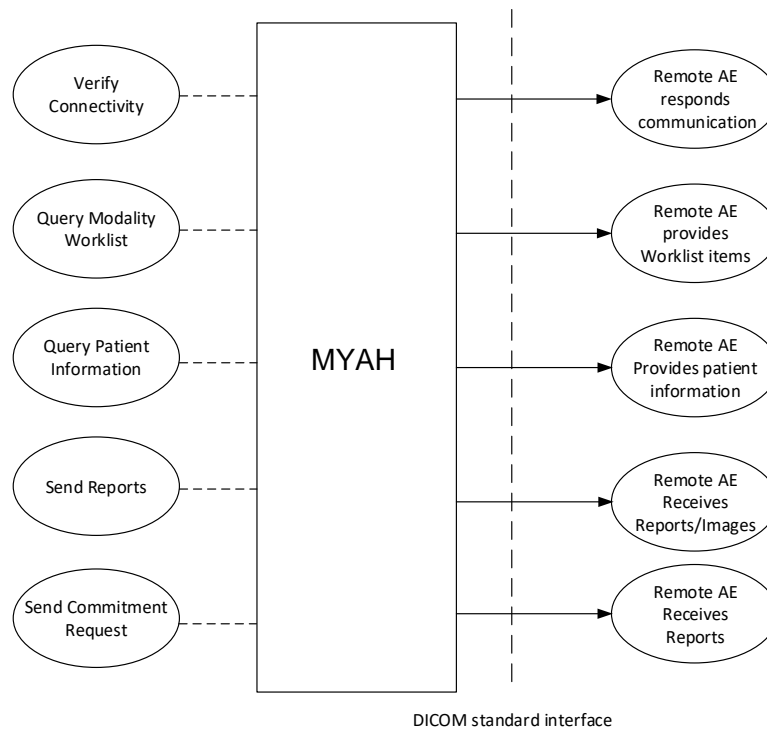 Verify
Connectivity
Remote AE
responds
communication
Query Modality
Worklist
Remote AE
provides
Worklist items
Query Patient
Information
MYAH
Remote AE
Provides patient
information
Send Reports
Remote AE
Receives
Reports/Images
Send Commitment
Request
Remote AE
Receives
Reports
DICOM standard interface